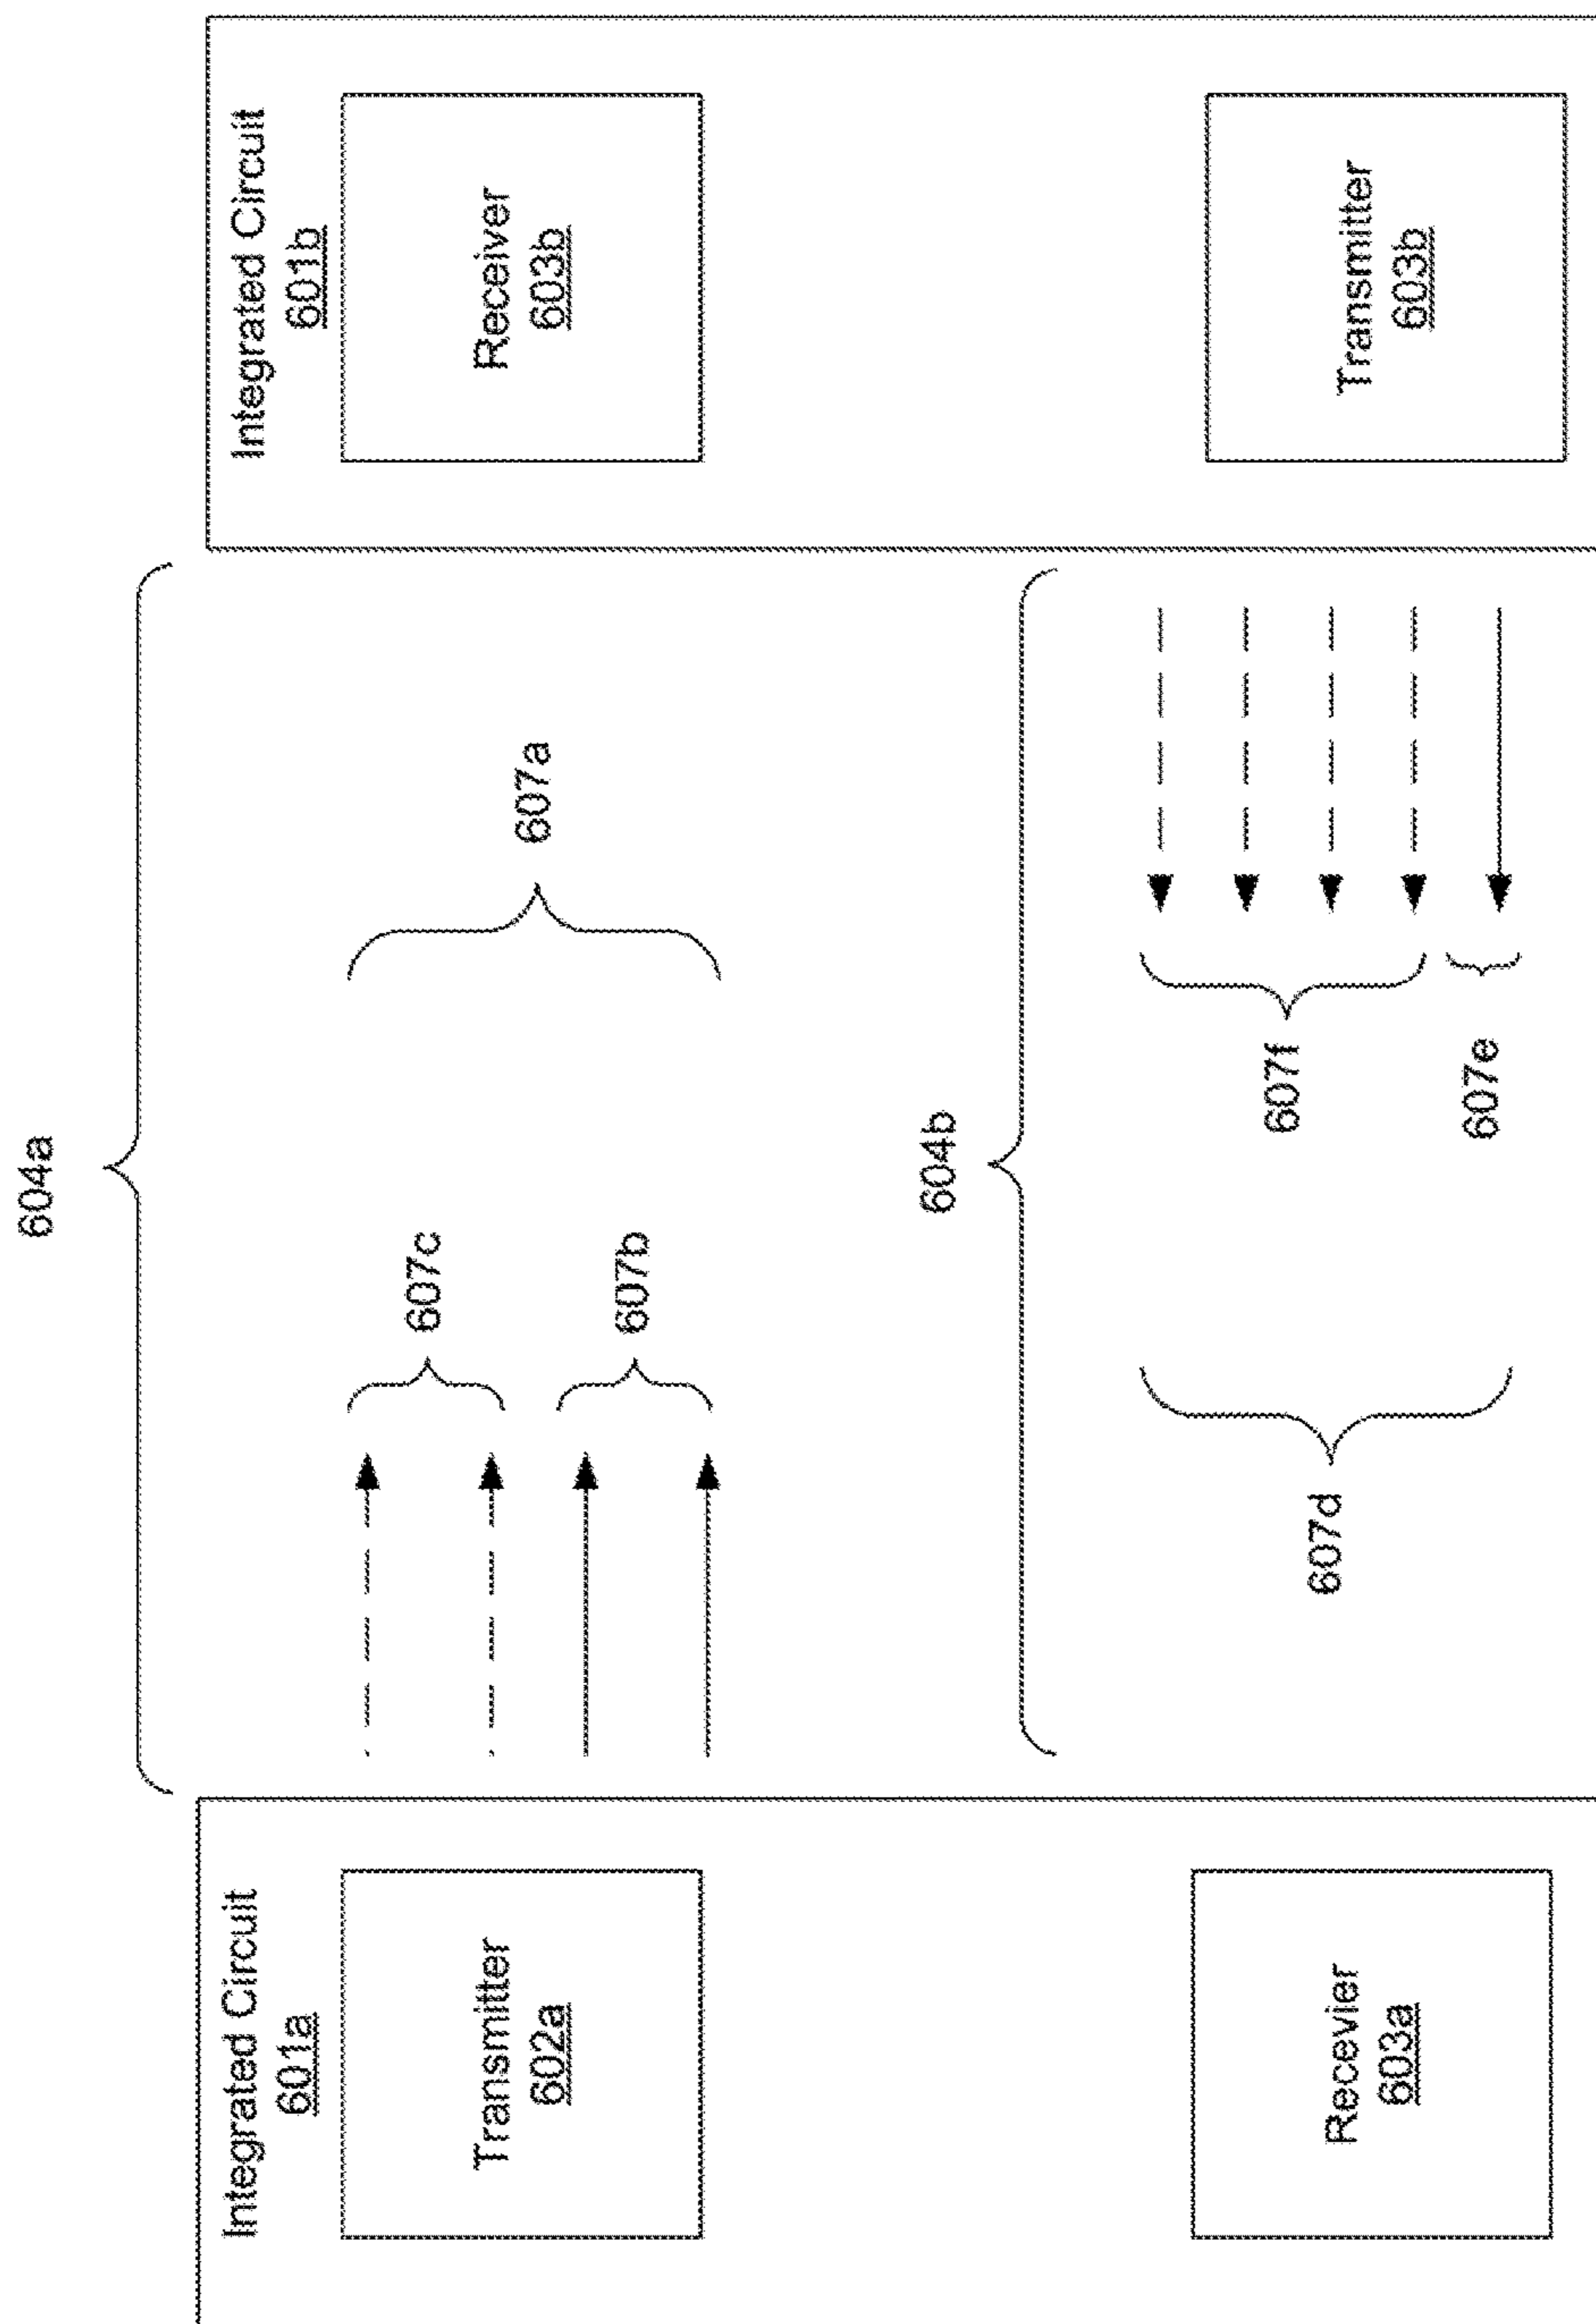 604a
Integrated Circuit
601a
Transmitter
602a
607c
607b
607a
Integrated Circuit
601b
Receiver
603b
604b
Recevier
603a
607d
607f
607e
Transmitter
603b